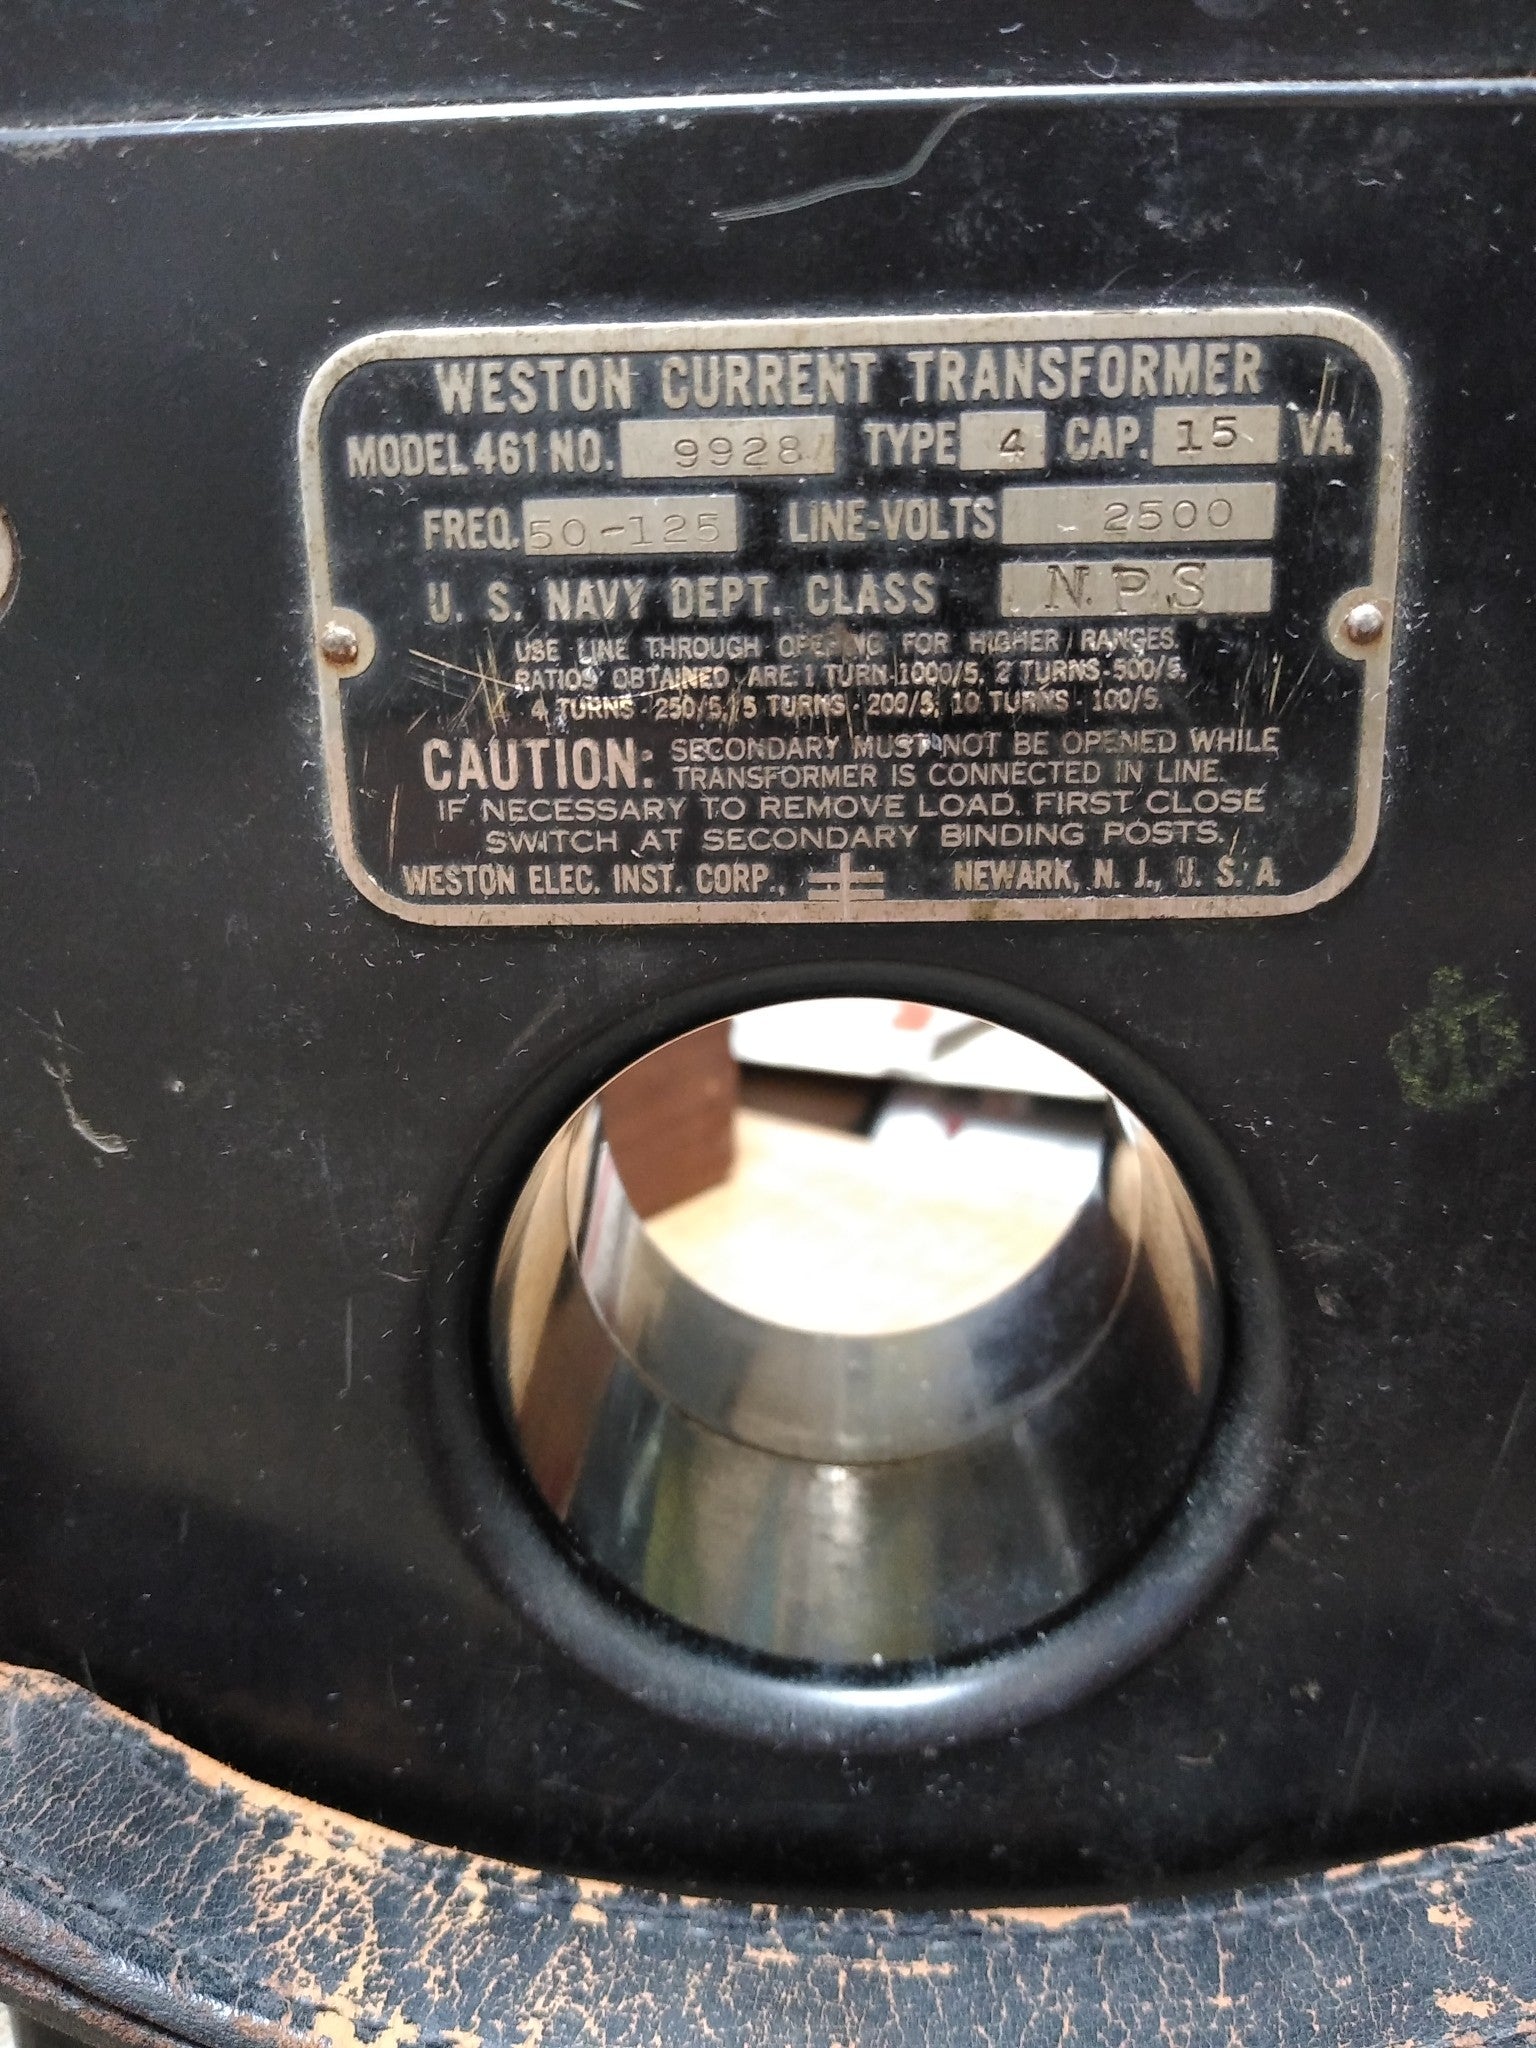 WESTON CURRENT TRANSFORMER
MODEL 461 NO. 9928 TYPE 4 CAP. 15 VA.
FREQ. 50-125 LINE-VOLTS 2500
U. S. NAVY DEPT. CLASS N.P.S
USE LINE THROUGH OPENING FOR HIGHER RANGES.
RATIOS OBTAINED ARE: 1 TURN-1000/5, 2 TURNS-500/5,
4 TURNS - 250/5, 5 TURNS - 200/5, 10 TURNS - 100/5.
CAUTION: SECONDARY MUST NOT BE OPENED WHILE
TRANSFORMER IS CONNECTED IN LINE.
IF NECESSARY TO REMOVE LOAD. FIRST CLOSE
SWITCH AT SECONDARY BINDING POSTS.
WESTON ELEC. INST. CORP., NEWARK, N. J., U. S. A.